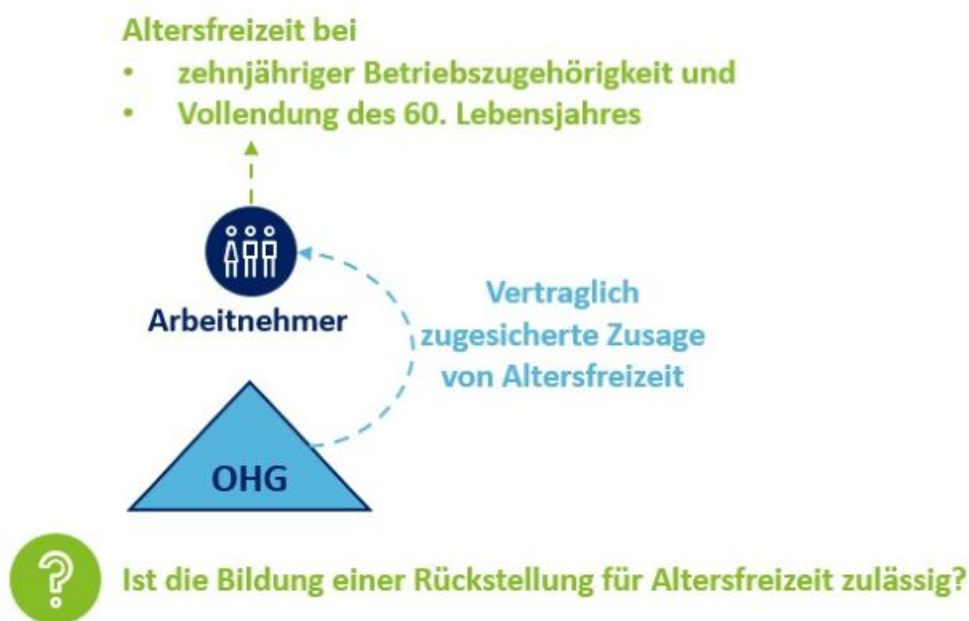 Altersfreizeit bei
• zehnjähriger Betriebszugehörigkeit und
• Vollendung des 60. Lebensjahres
Arbeitnehmer
Vertraglich
zugesicherte Zusage
von Altersfreizeit
OHG
? Ist die Bildung einer Rückstellung für Altersfreizeit zulässig?